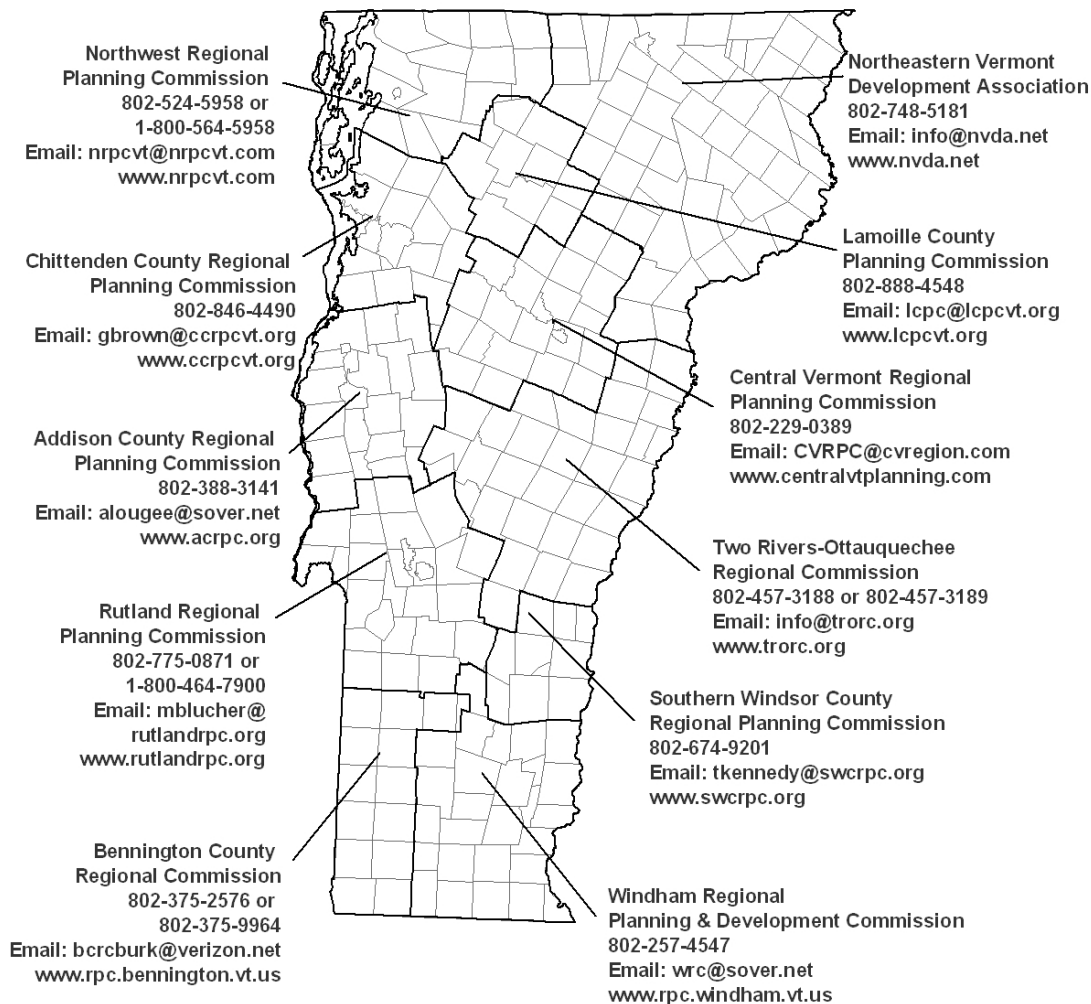 Northwest Regional
Planning Commission
802-524-5958 or
1-800-564-5958
Email: nrpcvt@nrpcvt.com
www.nrpcvt.com
Chittenden County Regional
Planning Commission
802-846-4490
Email: gbrown@ccrpcvt.org
www.ccrpcvt.org
Addison County Regional
Planning Commission
802-388-3141
Email: alougee@sover.net
www.acrpc.org
Rutland Regional
Planning Commission
802-775-0871 or
1-800-464-7900
Email: mblucher@
rutlandrpc.org
www.rutlandrpc.org
Bennington County
Regional Commission
802-375-2576 or
802-375-9964
Email: bcrcburk@verizon.net
www.rpc.bennington.vt.us
Northeastern Vermont
Development Association
802-748-5181
Email: info@nvda.net
www.nvda.net
Lamoille County
Planning Commission
802-888-4548
Email: lcpc@lcpcvt.org
www.lcpcvt.org
Central Vermont Regional
Planning Commission
802-229-0389
Email: CVRPC@cvregion.com
www.centralvtplanning.com
Two Rivers-Ottauquechee
Regional Commission
802-457-3188 or 802-457-3189
Email: info@trorc.org
www.trorc.org
Southern Windsor County
Regional Planning Commission
802-674-9201
Email: tkennedy@swcrpc.org
www.swcrpc.org
Windham Regional
Planning & Development Commission
802-257-4547
Email: wrc@sover.net
www.rpc.windham.vt.us